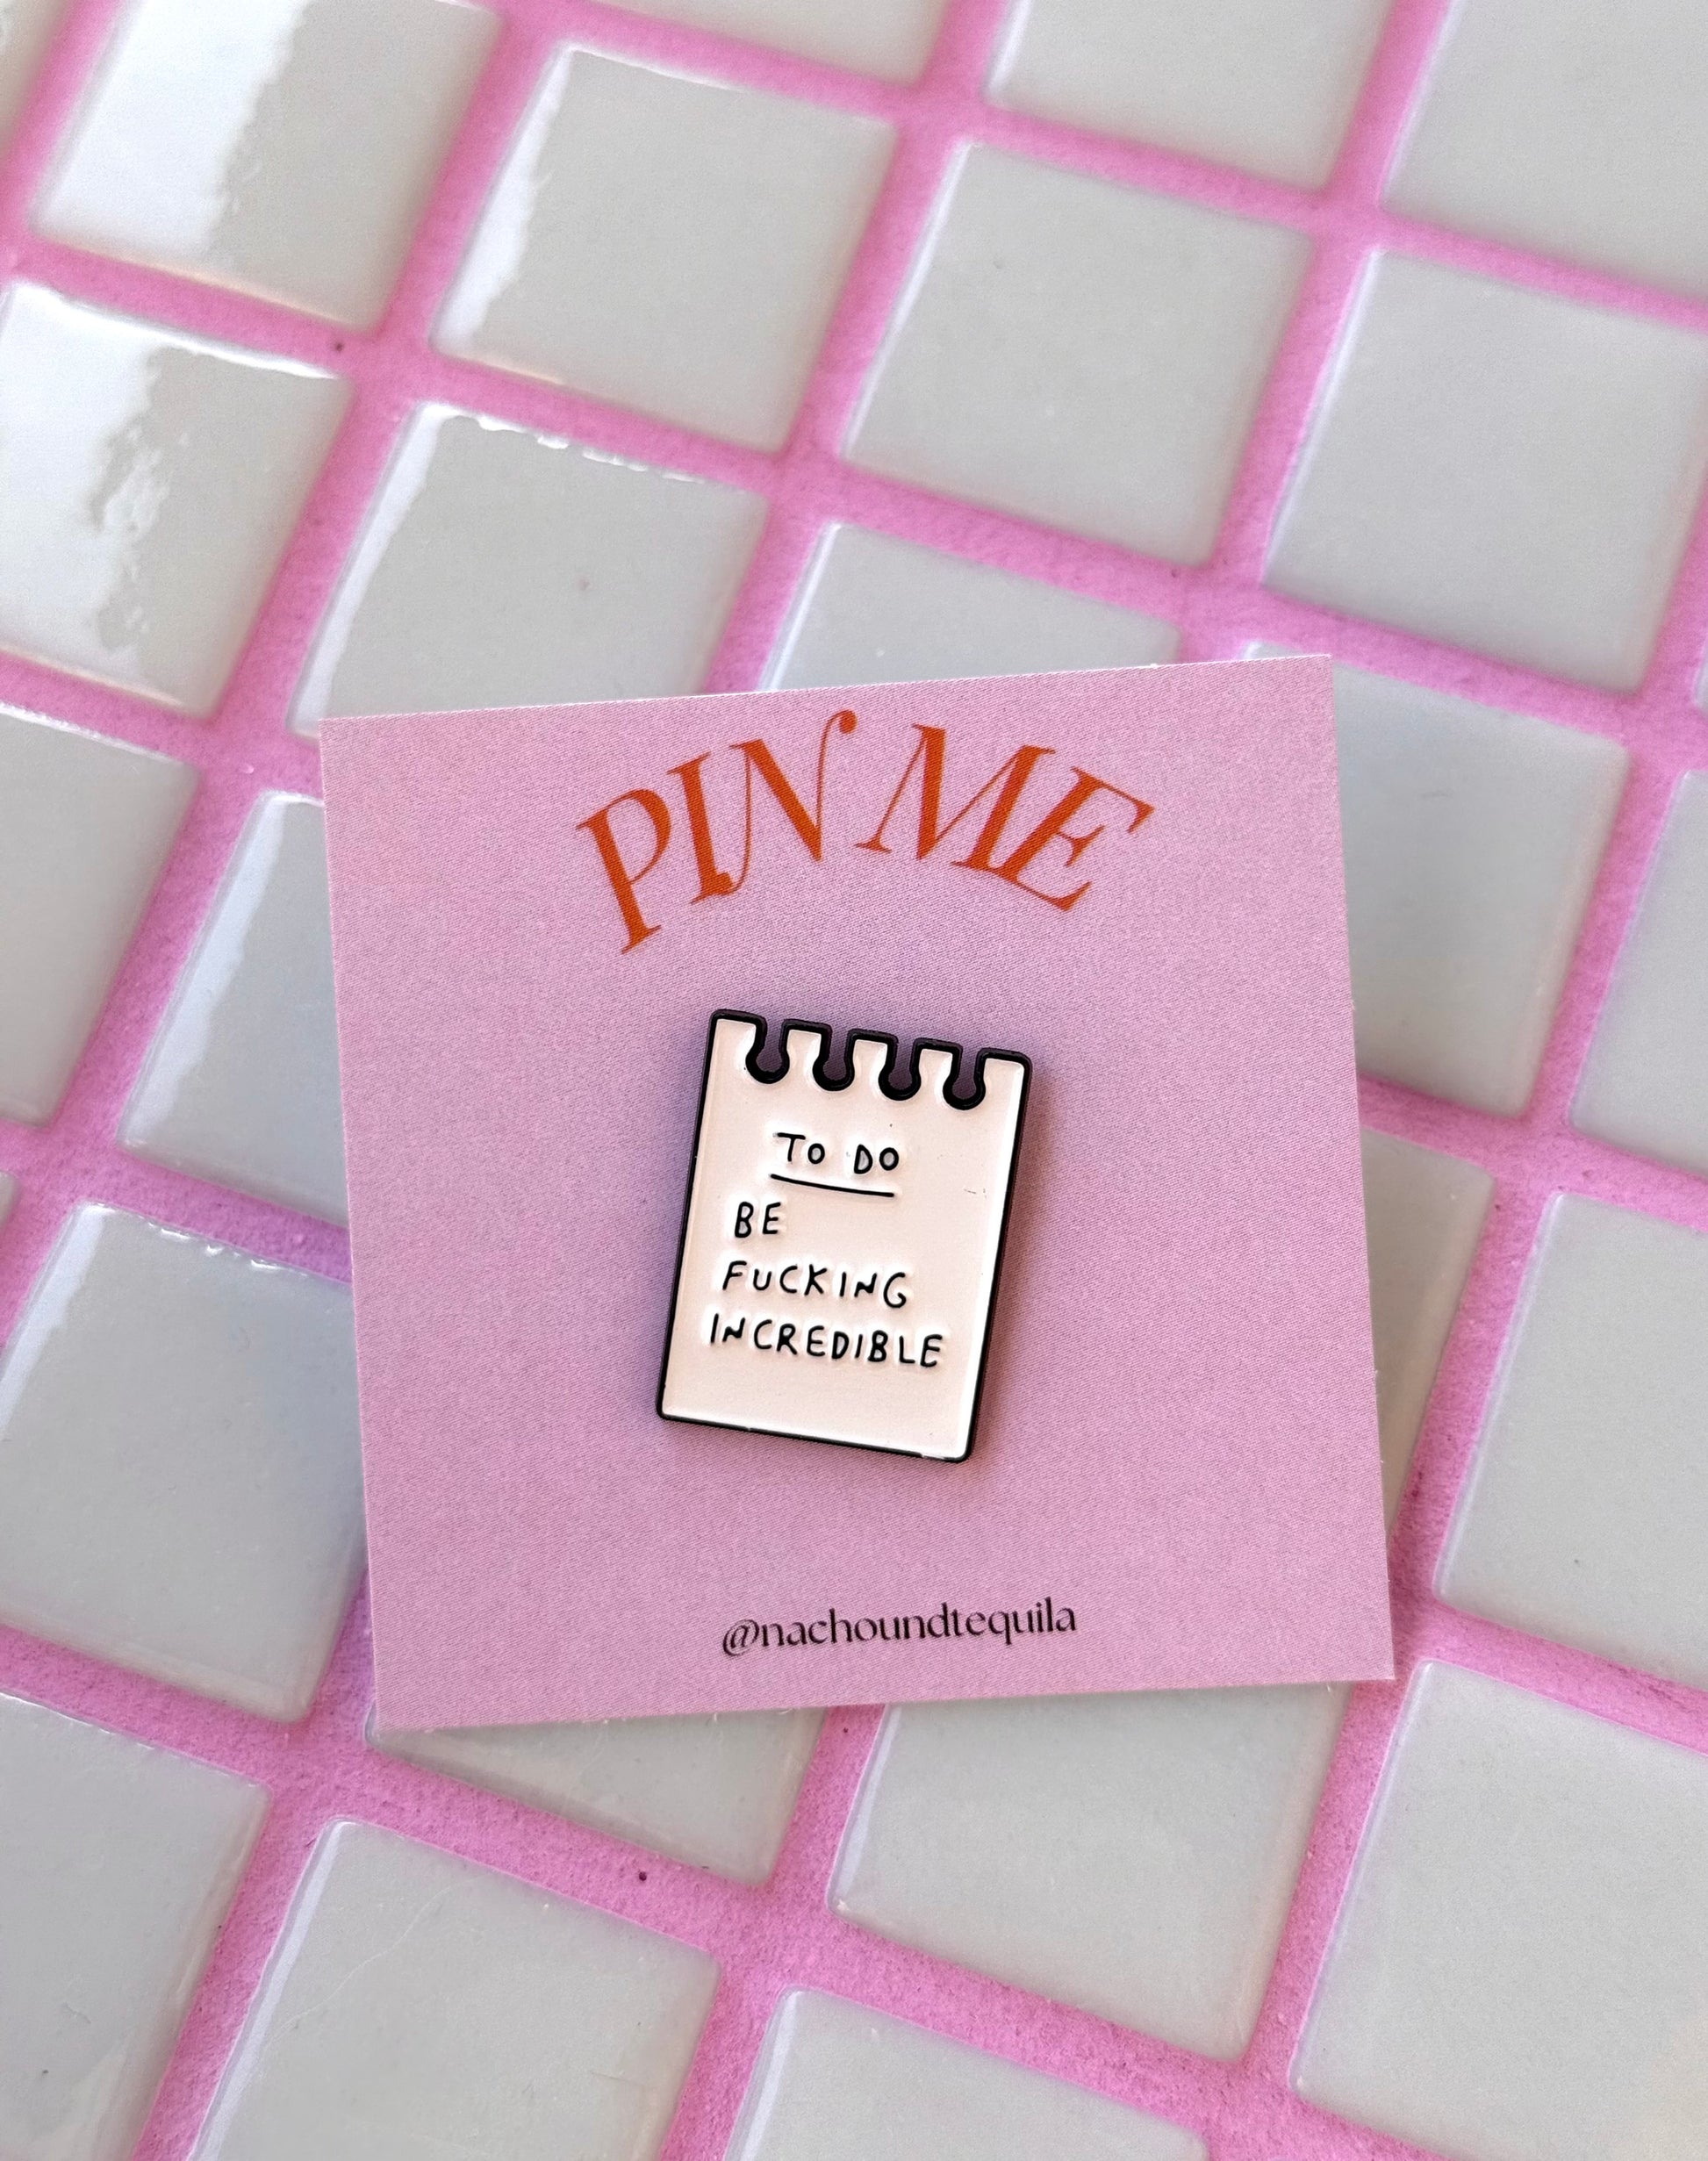 PIN ME
TO DO
BE
FUCKING
INCREDIBLE
@nachoundtequila